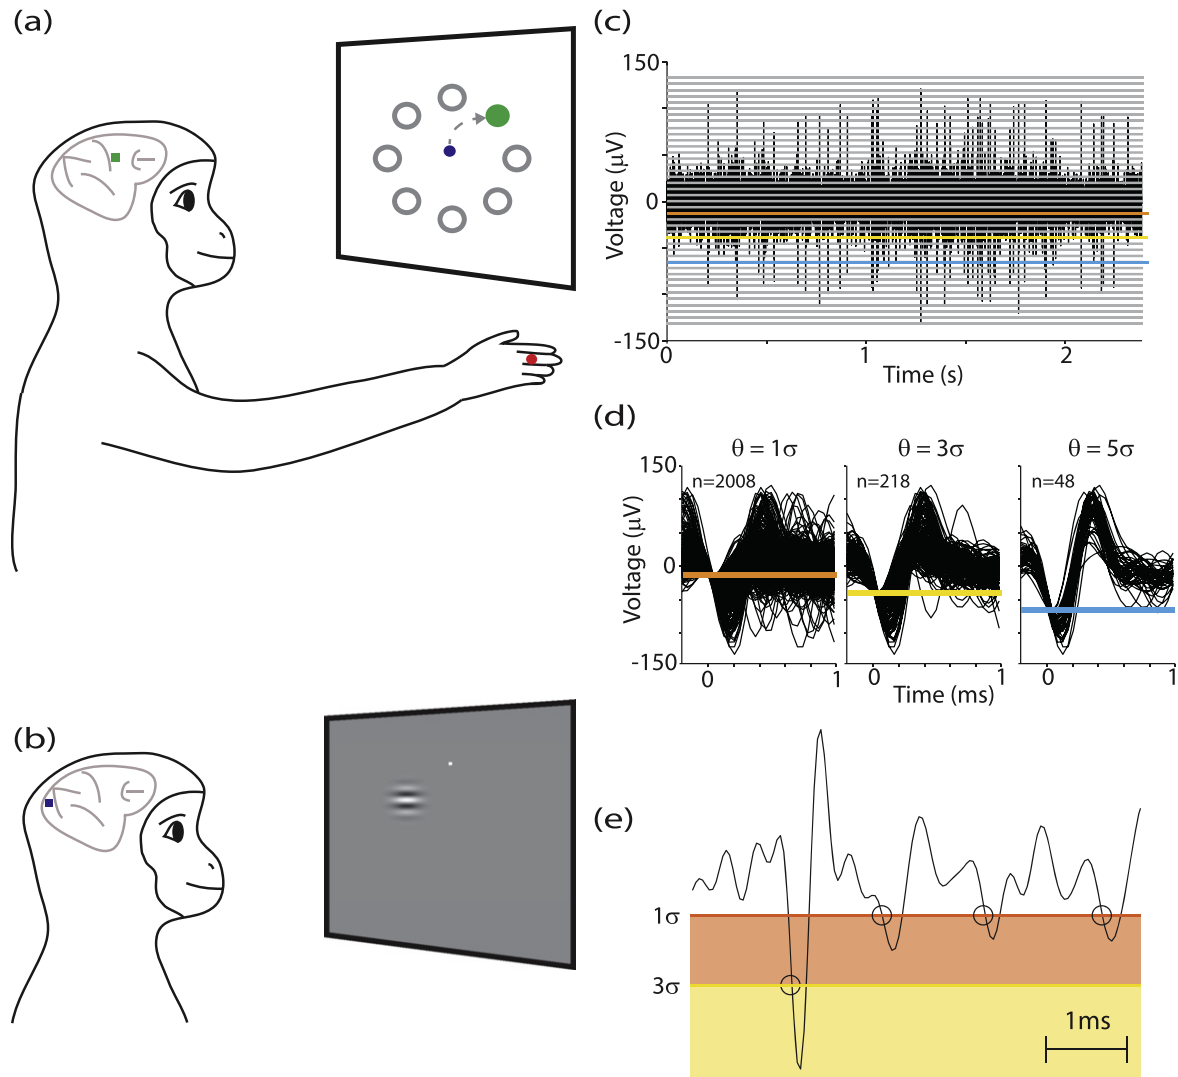 (a)
(c)
150
0
-150
Voltage (μV)
0
1
2
Time (s)
(d)
θ = 1σ
θ = 3σ
θ = 5σ
150
0
-150
Voltage (μV)
n=2008
n=218
n=48
0
1
0
1
0
1
Time (ms)
(b)
(e)
1σ
3σ
1ms